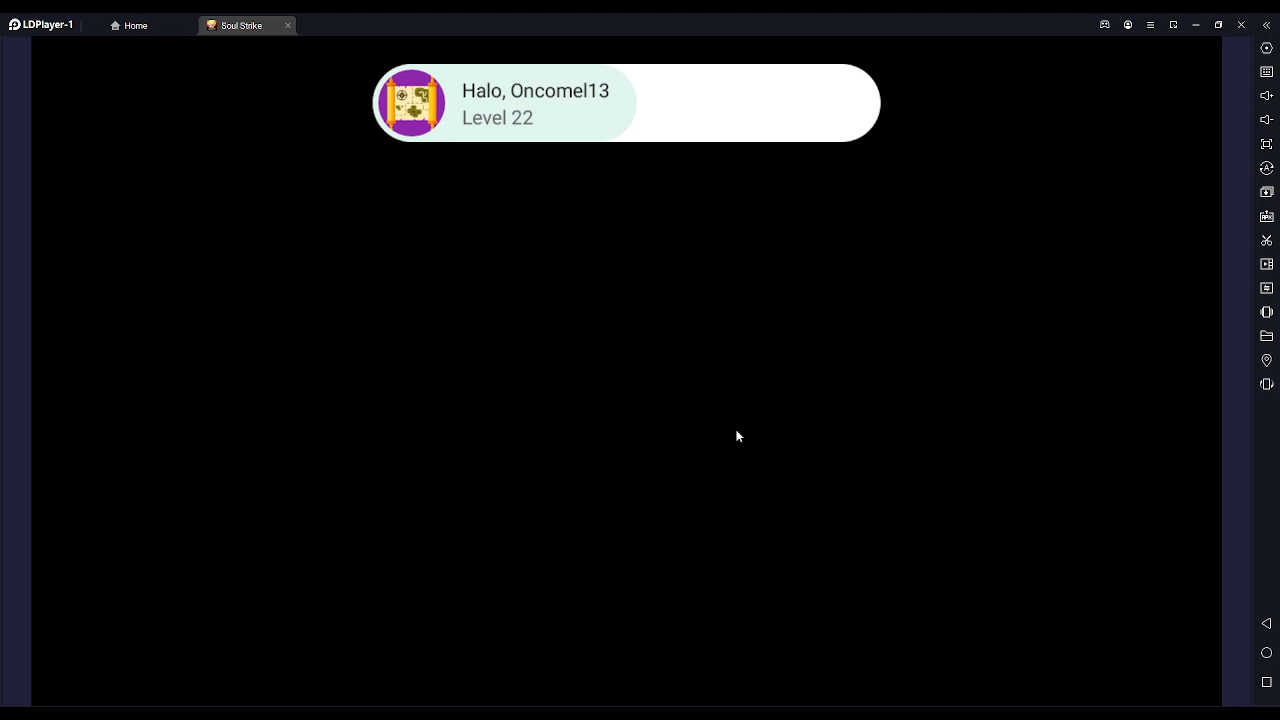 LDPlayer-1
Home
Soul Strike
Halo, Oncomel13
Level 22